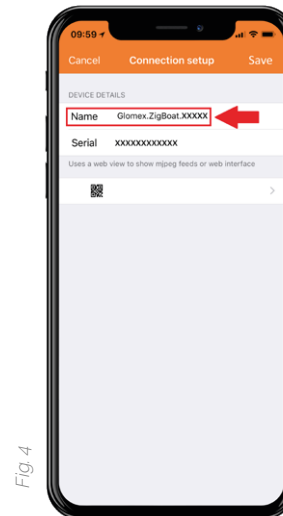 09:59
Cancel Connection setup Save
DEVICE DETAILS
Name Glomex.ZigBoat.XXXXX
Serial XXXXXXXXXXXX
Uses a web view to show mjpeg feeds or web interface
Fig. 4